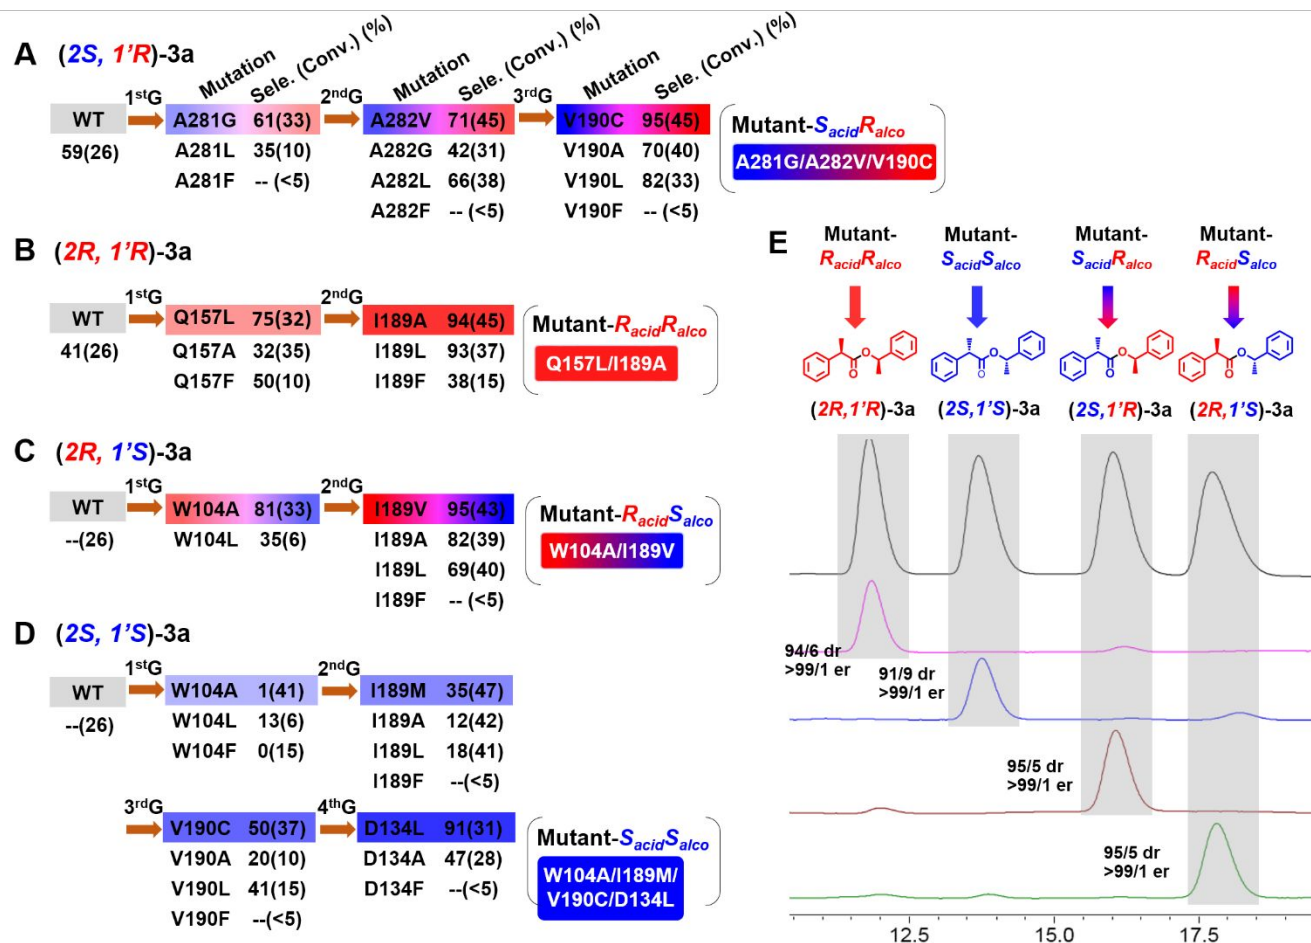 A (2S, 1'R)-3a
Mutation Sele. (Conv.) (%) Mutation Sele. (Conv.) (%) Mutation Sele. (Conv.) (%)
1stG 2ndG 3rdG
WT A281G 61(33) A282V 71(45) V190C 95(45)
59(26) A281L 35(10) A282G 42(31) V190A 70(40)
A281F -- (<5) A282L 66(38) V190L 82(33)
A282F -- (<5) V190F -- (<5)
Mutant-SacidRalco
A281G/A282V/V190C
B (2R, 1'R)-3a
1stG 2ndG
WT Q157L 75(32) I189A 94(45)
41(26) Q157A 32(35) I189L 93(37)
Q157F 50(10) I189F 38(15)
Mutant-RacidRalco
Q157L/I189A
C (2R, 1'S)-3a
1stG 2ndG
WT W104A 81(33) I189V 95(43)
--(26) W104L 35(6) I189A 82(39)
I189L 69(40)
I189F -- (<5)
Mutant-RacidSalco
W104A/I189V
D (2S, 1'S)-3a
1stG 2ndG
WT W104A 1(41) I189M 35(47)
--(26) W104L 13(6) I189A 12(42)
W104F 0(15) I189L 18(41)
I189F --(<5)
3rdG 4thG
V190C 50(37) D134L 91(31)
V190A 20(10) D134A 47(28)
V190L 41(15) D134F --(<5)
V190F --(<5)
Mutant-SacidSalco
W104A/I189M/
V190C/D134L
E
Mutant- Mutant- Mutant- Mutant-
RacidRalco SacidSalco SacidRalco RacidSalco
O O O O
O O O O
(2R,1'R)-3a (2S,1'S)-3a (2S,1'R)-3a (2R,1'S)-3a
94/6 dr
>99/1 er
91/9 dr
>99/1 er
95/5 dr
>99/1 er
95/5 dr
>99/1 er
12.5 15.0 17.5